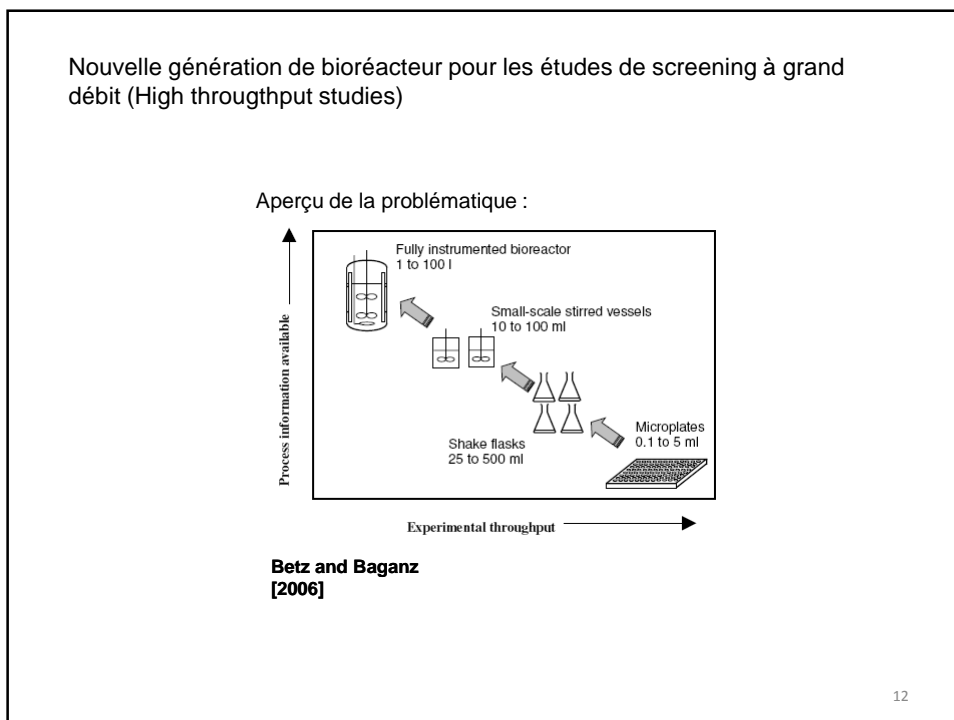 Nouvelle génération de bioréacteur pour les études de screening à grand
débit (High througthput studies)
Aperçu de la problématique :
Process information available
Fully instrumented bioreactor
1 to 100 l
Small-scale stirred vessels
10 to 100 ml
Shake flasks
25 to 500 ml
Microplates
0.1 to 5 ml
Experimental throughput
Betz and Baganz
[2006]
12